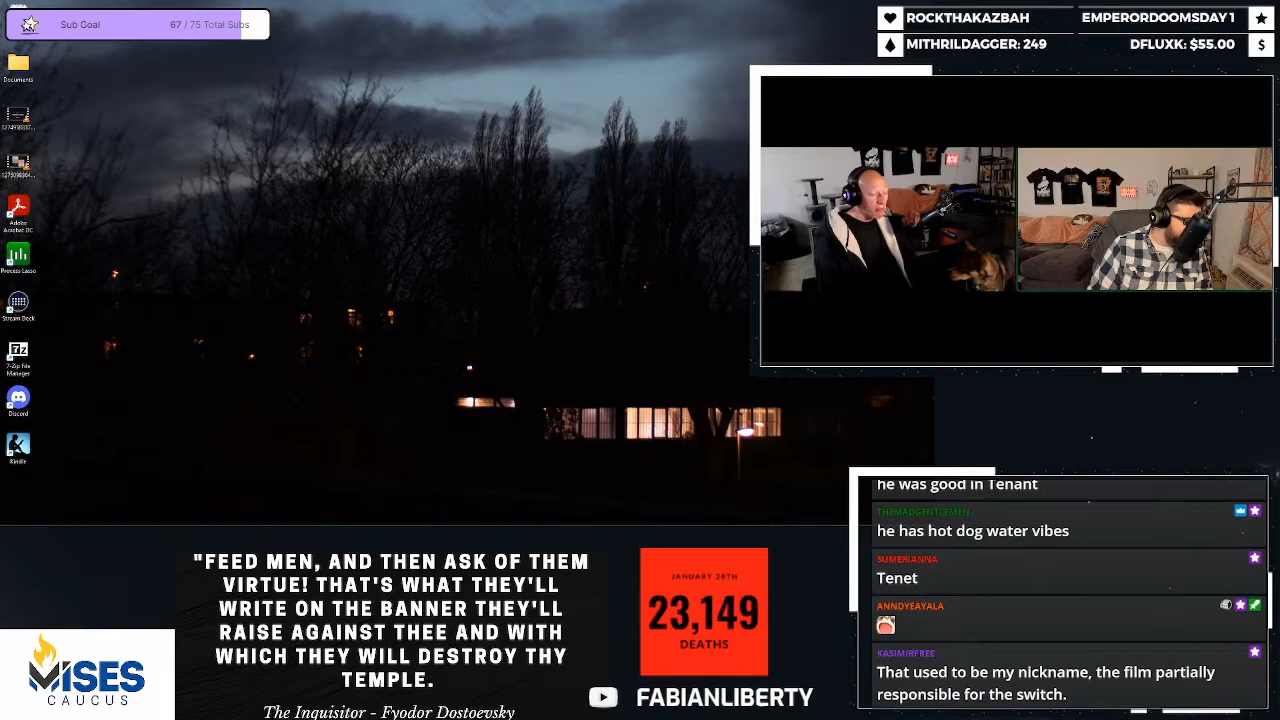 Sub Goal
67 / 75 Total Subs
ROCKTHAKAZBAH
EMPERORDOOMSDAY1
MITHRILDAGGER: 249
DFLUXK: $55.00
$
Documents
Adobe
Acrobat DC
Process Lasso
Stream Deck
7z
7-Zip File
Manager
Discord
Kindle
he was good in Tenant
THEMADGENTLEMEN
he has hot dog water vibes
SUMERIANNA
Tenet
ANNDYEAYALA
KASIMIRFREE
That used to be my nickname, the film partially
responsible for the switch.
"FEED MEN, AND THEN ASK OF THEM
VIRTUE! THAT'S WHAT THEY'LL
WRITE ON THE BANNER THEY'LL
RAISE AGAINST THEE AND WITH
WHICH THEY WILL DESTROY THY
TEMPLE.
The Inquisitor - Fyodor Dostoevsky
JANUARY 28TH
23,149
DEATHS
FABIANLIBERTY
MISES
CAUCUS